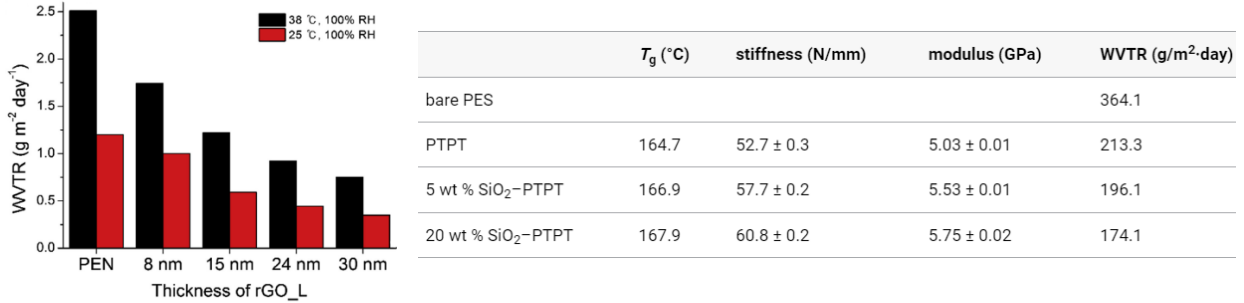 2.5
2.0
1.5
1.0
0.5
0.0
WVTR (g m⁻² day⁻¹)
38 ℃, 100% RH
25 ℃, 100% RH
PEN 8 nm 15 nm 24 nm 30 nm
Thickness of rGO_L
Tg (°C) stiffness (N/mm) modulus (GPa) WVTR (g/m²·day)
bare PES 364.1
PTPT 164.7 52.7 ± 0.3 5.03 ± 0.01 213.3
5 wt % SiO₂−PTPT 166.9 57.7 ± 0.2 5.53 ± 0.01 196.1
20 wt % SiO₂−PTPT 167.9 60.8 ± 0.2 5.75 ± 0.02 174.1